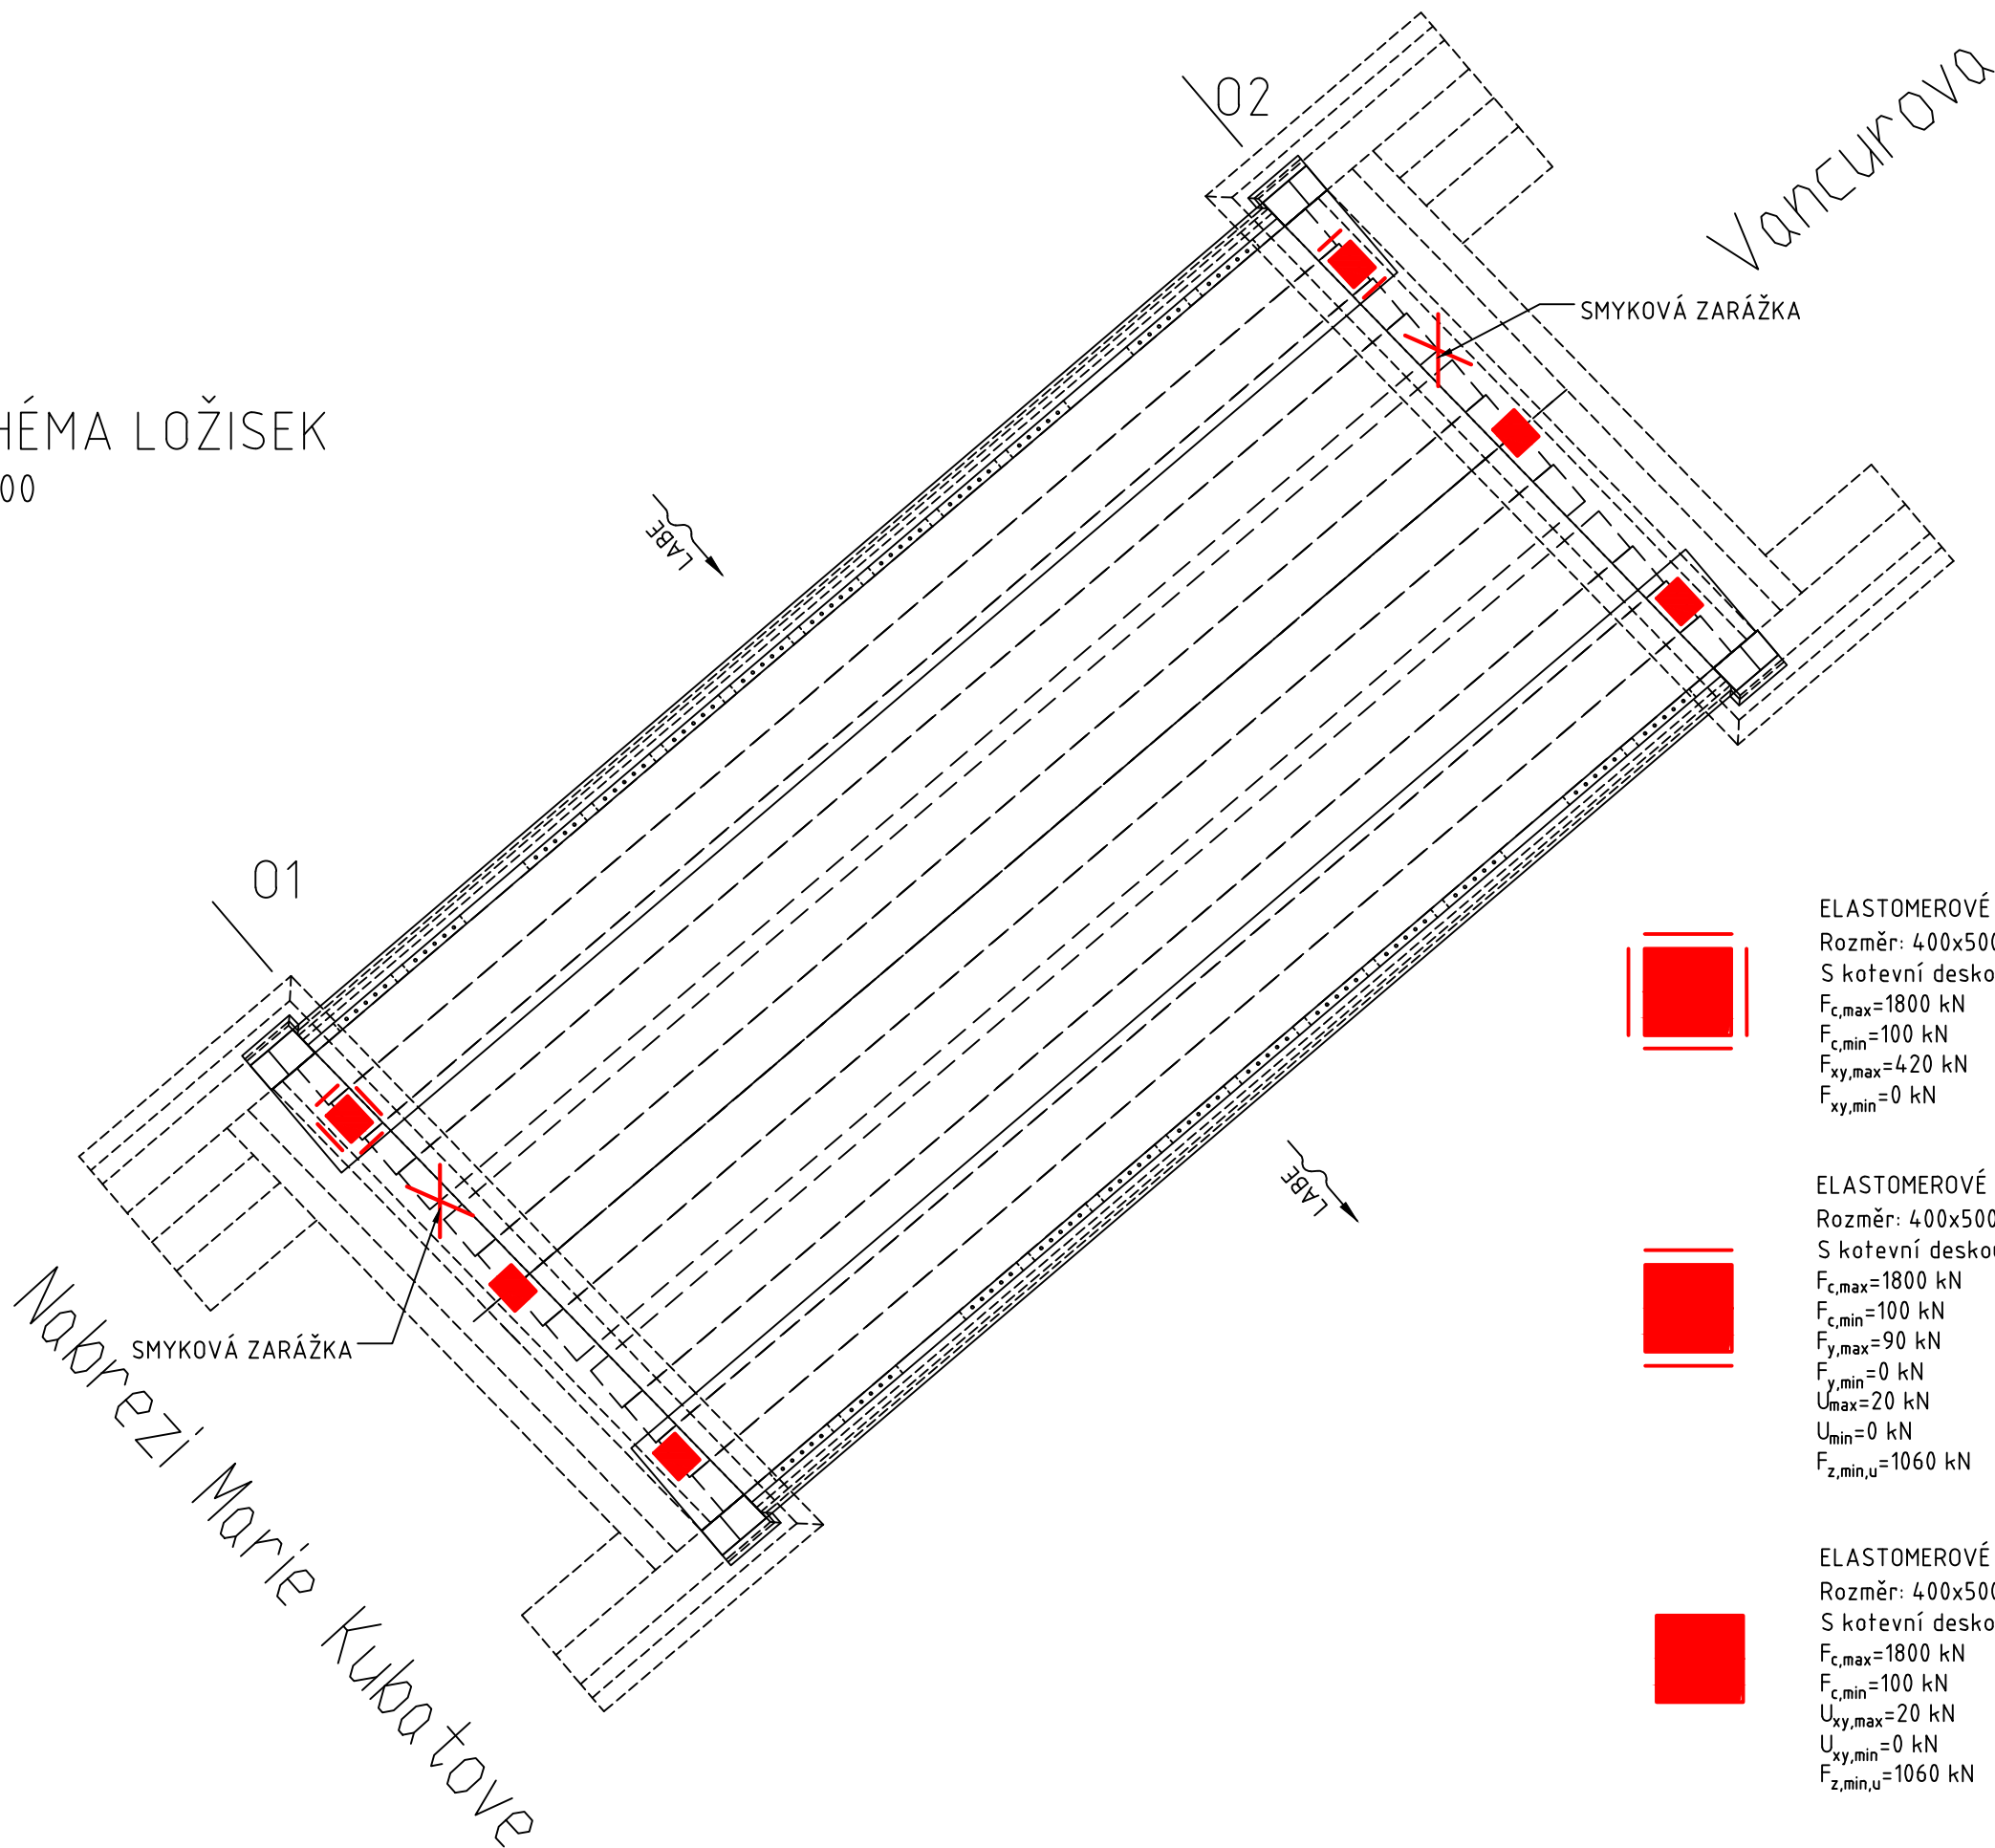 O2
Vancurova
SMYKOVÁ ZARÁŽKA
HÉMA LOŽISEK
00
LABE
O1
ELASTOMEROVÉ
Rozměr: 400x500
S kotevní desko
Fc,max=1800 kN
Fc,min=100 kN
Fxy,max=420 kN
Fxy,min=0 kN
LABE
ELASTOMEROVÉ
Rozměr: 400x500
S kotevní deskou
Fc,max=1800 kN
Fc,min=100 kN
Fy,max=90 kN
Fy,min=0 kN
Umax=20 kN
Umin=0 kN
Fz,min,u=1060 kN
SMYKOVÁ ZARÁŽKA
Nabrezi Marie Kubatove
ELASTOMEROVÉ
Rozměr: 400x500
S kotevní desko
Fc,max=1800 kN
Fc,min=100 kN
Uxy,max=20 kN
Uxy,min=0 kN
Fz,min,u=1060 kN